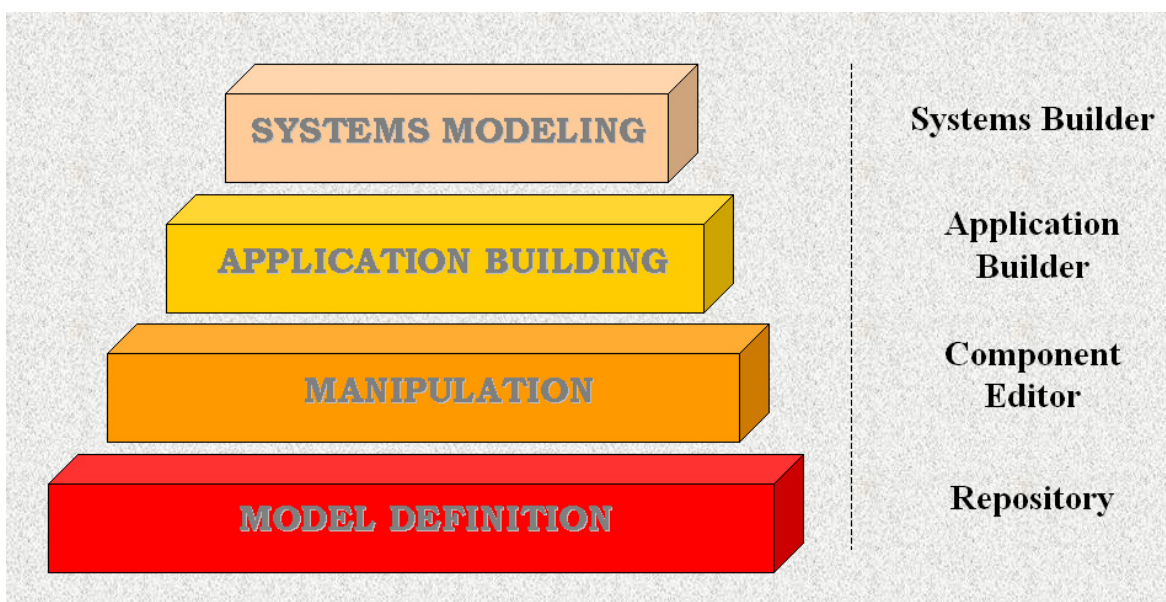 SYSTEMS MODELING
Systems Builder
APPLICATION BUILDING
Application
Builder
MANIPULATION
Component
Editor
MODEL DEFINITION
Repository